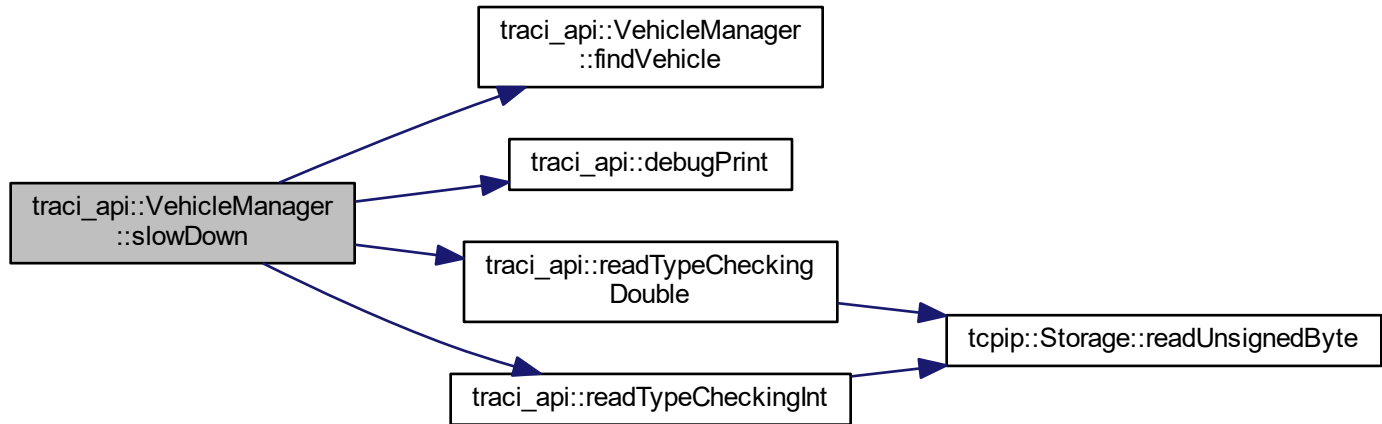 traci_api::VehicleManager
::findVehicle
traci_api::debugPrint
traci_api::VehicleManager
::slowDown
traci_api::readTypeChecking
Double
tcpip::Storage::readUnsignedByte
traci_api::readTypeCheckingInt